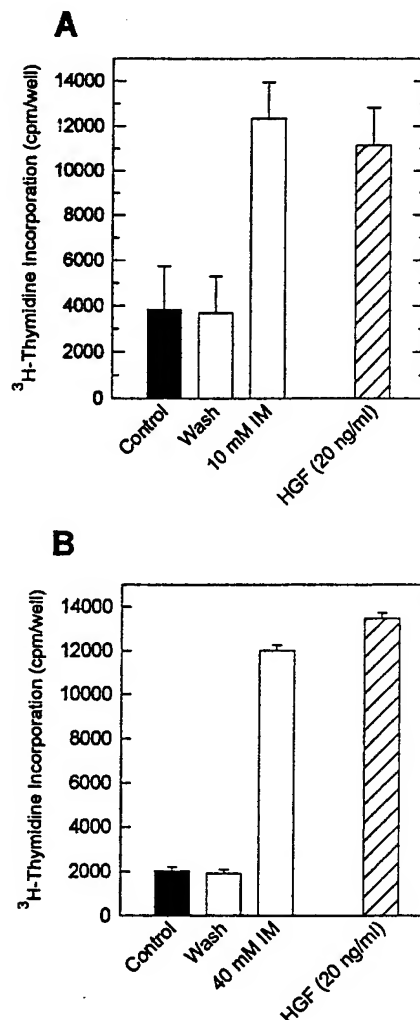 A
³H-Thymidine Incorporation (cpm/well)
14000
12000
10000
8000
6000
4000
2000
0
Control
Wash
10 mM IM
HGF (20 ng/ml)
B
³H-Thymidine Incorporation (cpm/well)
14000
12000
10000
8000
6000
4000
2000
0
Control
Wash
40 mM IM
HGF (20 ng/ml)